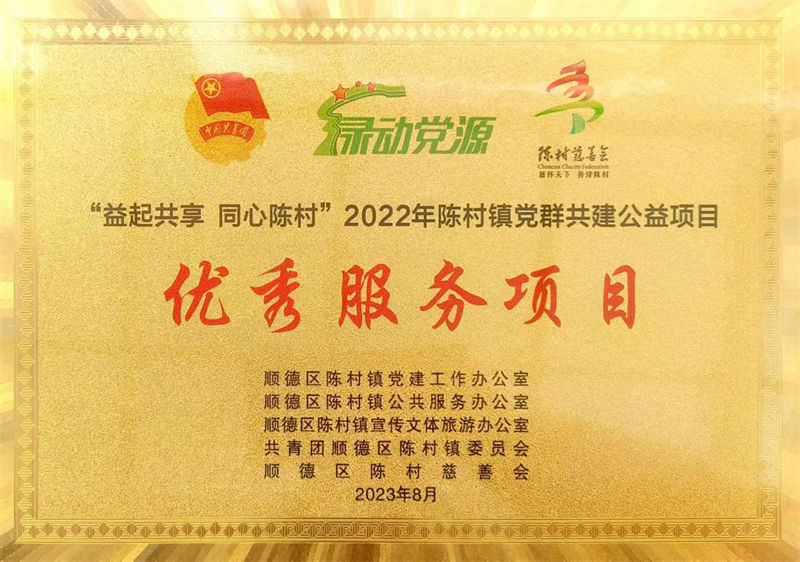 中国共青团
绿动党源
陈村慈善会
Chencun Charity Federation
慈怀天下 善泽陈村
“益起共享 同心陈村”2022年陈村镇党群共建公益项目
优秀服务项目
顺德区陈村镇党建工作办公室
顺德区陈村镇公共服务办公室
顺德区陈村镇宣传文体旅游办公室
共青团顺德区陈村镇委员会
顺德区陈村慈善会
2023年8月